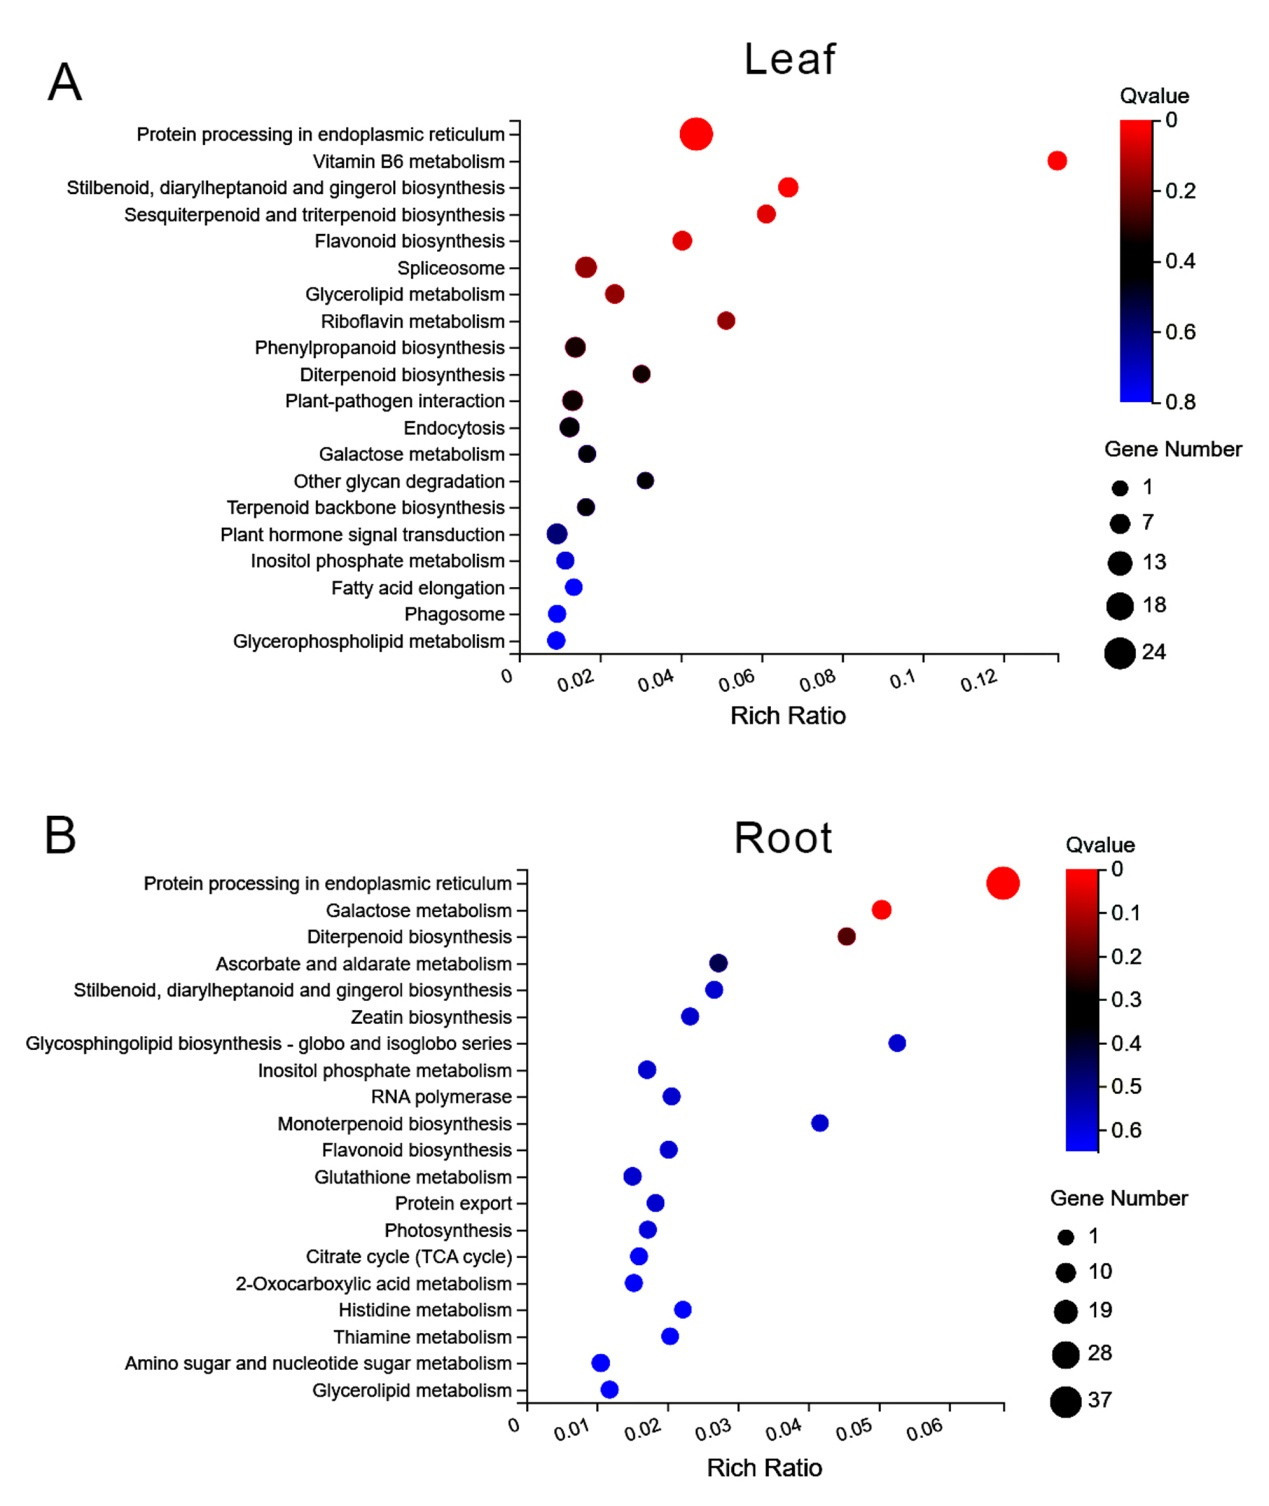 A
Leaf
Protein processing in endoplasmic reticulum
Vitamin B6 metabolism
Stilbenoid, diarylheptanoid and gingerol biosynthesis
Sesquiterpenoid and triterpenoid biosynthesis
Flavonoid biosynthesis
Spliceosome
Glycerolipid metabolism
Riboflavin metabolism
Phenylpropanoid biosynthesis
Diterpenoid biosynthesis
Plant-pathogen interaction
Endocytosis
Galactose metabolism
Other glycan degradation
Terpenoid backbone biosynthesis
Plant hormone signal transduction
Inositol phosphate metabolism
Fatty acid elongation
Phagosome
Glycerophospholipid metabolism
0 0.02 0.04 0.06 0.08 0.1 0.12
Rich Ratio
Qvalue
0
0.2
0.4
0.6
0.8
Gene Number
1
7
13
18
24
B
Root
Protein processing in endoplasmic reticulum
Galactose metabolism
Diterpenoid biosynthesis
Ascorbate and aldarate metabolism
Stilbenoid, diarylheptanoid and gingerol biosynthesis
Zeatin biosynthesis
Glycosphingolipid biosynthesis - globo and isoglobo series
Inositol phosphate metabolism
RNA polymerase
Monoterpenoid biosynthesis
Flavonoid biosynthesis
Glutathione metabolism
Protein export
Photosynthesis
Citrate cycle (TCA cycle)
2-Oxocarboxylic acid metabolism
Histidine metabolism
Thiamine metabolism
Amino sugar and nucleotide sugar metabolism
Glycerolipid metabolism
0 0.01 0.02 0.03 0.04 0.05 0.06
Rich Ratio
Qvalue
0
0.1
0.2
0.3
0.4
0.5
0.6
Gene Number
1
10
19
28
37